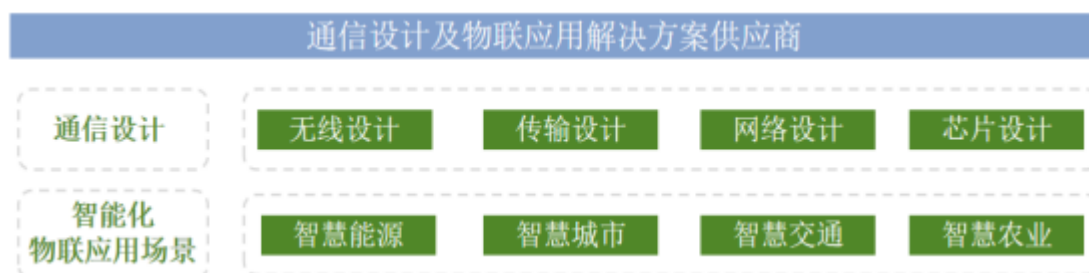 通信设计及物联应用解决方案供应商
通信设计
无线设计
传输设计
网络设计
芯片设计
智能化
物联应用场景
智慧能源
智慧城市
智慧交通
智慧农业